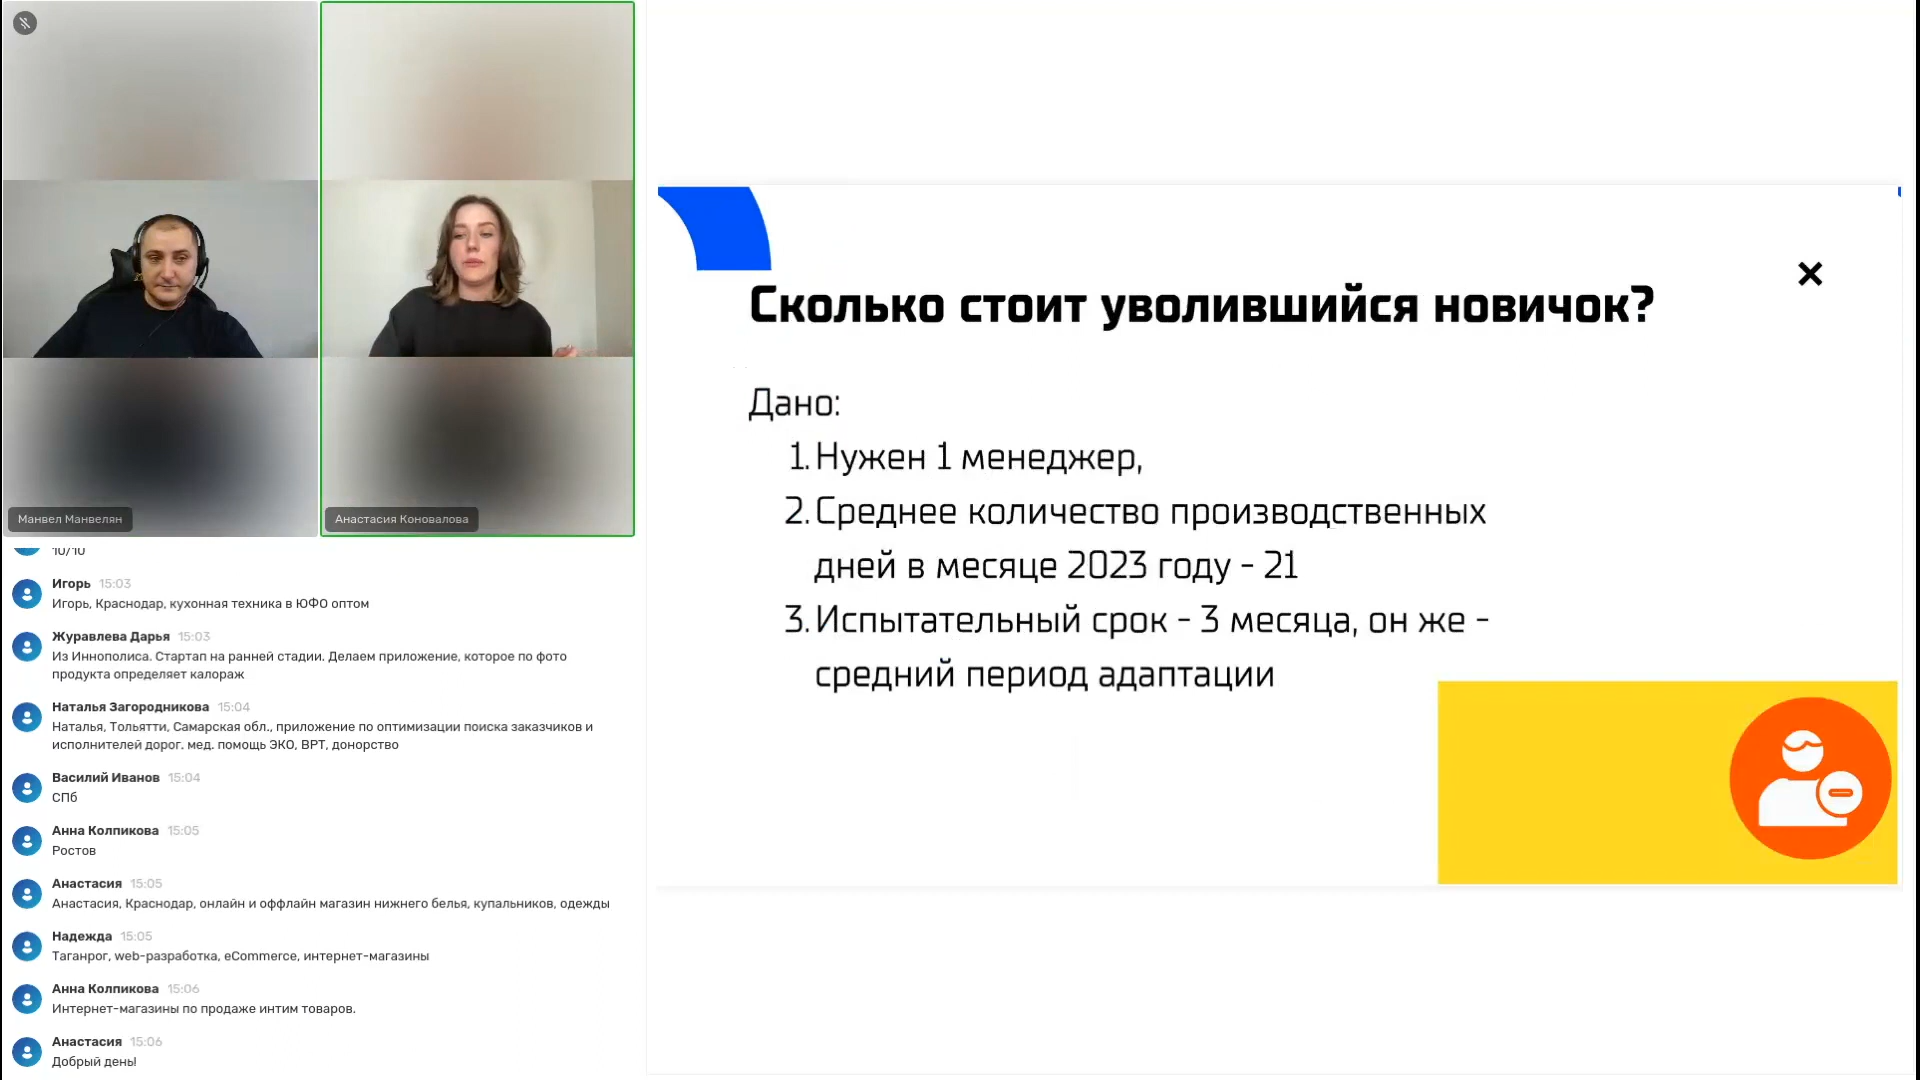 Манвел Манвелян
Анастасия Коновалова
10/10
Игорь 15:03
Игорь, Краснодар, кухонная техника в ЮФО оптом
Журавлева Дарья 15:03
Из Иннополиса. Стартап на ранней стадии. Делаем приложение, которое по фото
продукта определяет калораж
Наталья Загородникова 15:04
Наталья, Тольятти, Самарская обл., приложение по оптимизации поиска заказчиков и
исполнителей дорог. мед. помощь ЭКО, ВРТ, донорство
Василий Иванов 15:04
СПб
Анна Колпикова 15:05
Ростов
Анастасия 15:05
Анастасия, Краснодар, онлайн и оффлайн магазин нижнего белья, купальников, одежды
Надежда 15:05
Таганрог, web-разработка, eCommerce, интернет-магазины
Анна Колпикова 15:06
Интернет-магазины по продаже интим товаров.
Анастасия 15:06
Добрый день!
Сколько стоит уволившийся новичок?
Дано:
1. Нужен 1 менеджер,
2. Среднее количество производственных
дней в месяце 2023 году - 21
3. Испытательный срок - 3 месяца, он же -
средний период адаптации